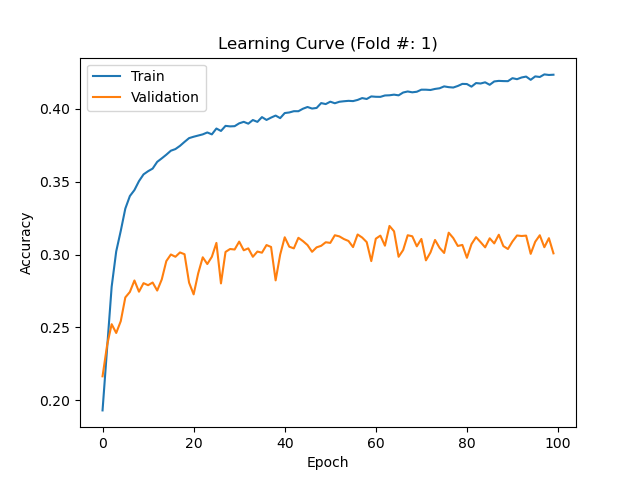 Learning Curve (Fold #: 1)
Train
Validation
0.40
0.35
0.30
0.25
0.20
Accuracy
0 20 40 60 80 100
Epoch